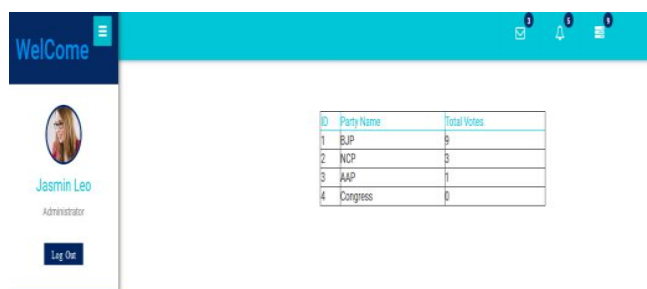 3 5 9
WelCome
ID Party Name Total Votes
1 BJP 9
2 NCP 3
3 AAP 1
4 Congress 0
Jasmin Leo
Administrator
Log Out